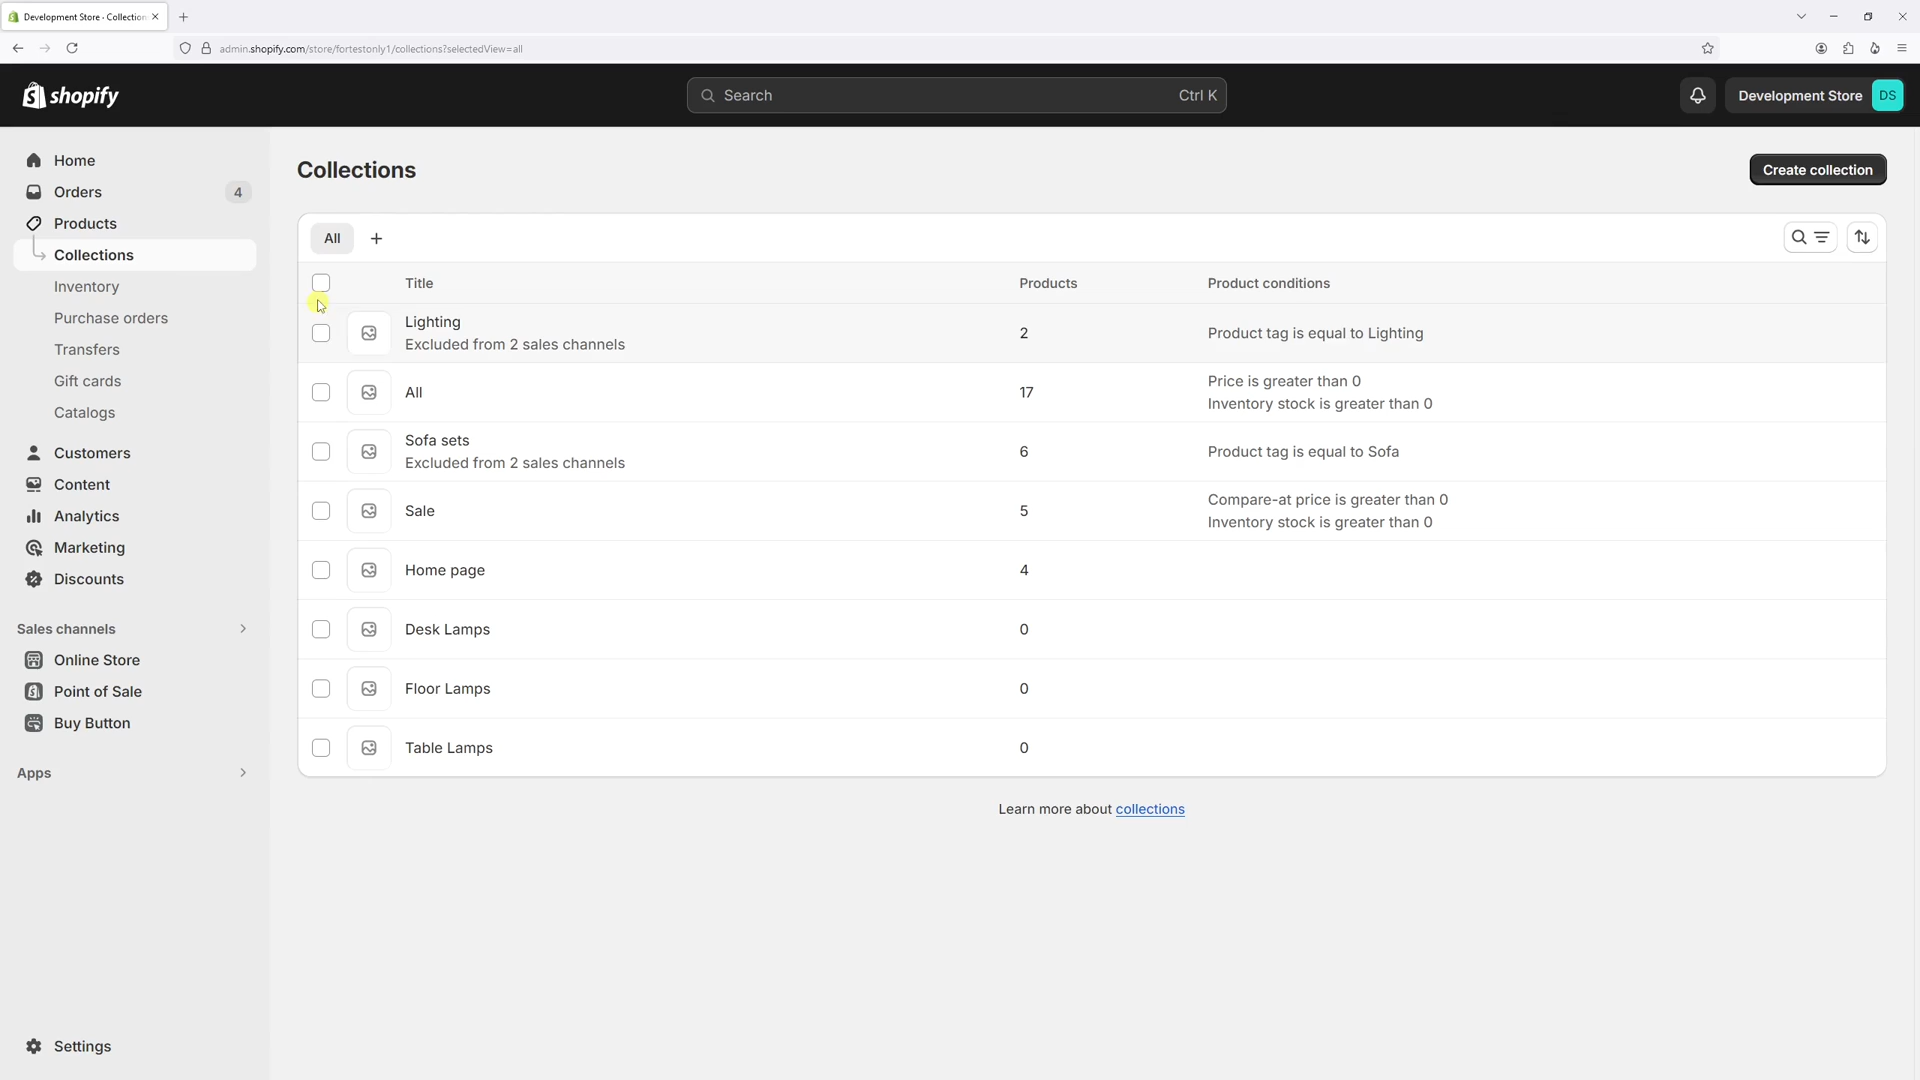 Development Store · Collection
admin.shopify.com/store/fortestonly1/collections?selectedView=all
shopify
Search
Ctrl K
Development Store
DS
Home
Orders
4
Products
Collections
Inventory
Purchase orders
Transfers
Gift cards
Catalogs
Customers
Content
Analytics
Marketing
Discounts
Sales channels
Online Store
Point of Sale
Buy Button
Apps
Settings
Collections
Create collection
All
Title
Products
Product conditions
Lighting
Excluded from 2 sales channels
2
Product tag is equal to Lighting
All
17
Price is greater than 0
Inventory stock is greater than 0
Sofa sets
Excluded from 2 sales channels
6
Product tag is equal to Sofa
Sale
5
Compare-at price is greater than 0
Inventory stock is greater than 0
Home page
4
Desk Lamps
0
Floor Lamps
0
Table Lamps
0
Learn more about collections